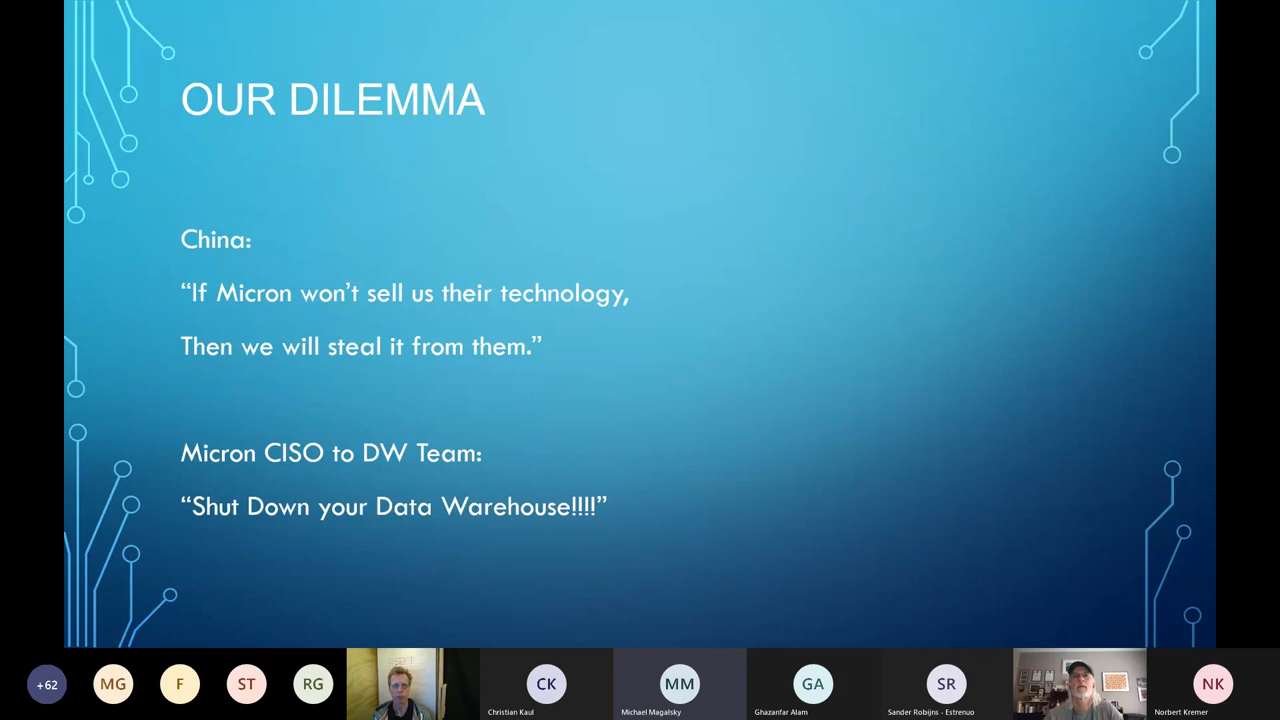 OUR DILEMMA
China:
“If Micron won’t sell us their technology,
Then we will steal it from them.”
Micron CISO to DW Team:
“Shut Down your Data Warehouse!!!!”
+62
MG
F
ST
RG
CK
MM
GA
SR
NK
Christian Kaul
Michael Magalsky
Ghazanfar Alam
Sander Robijns - Estrenuo
Norbert Kremer